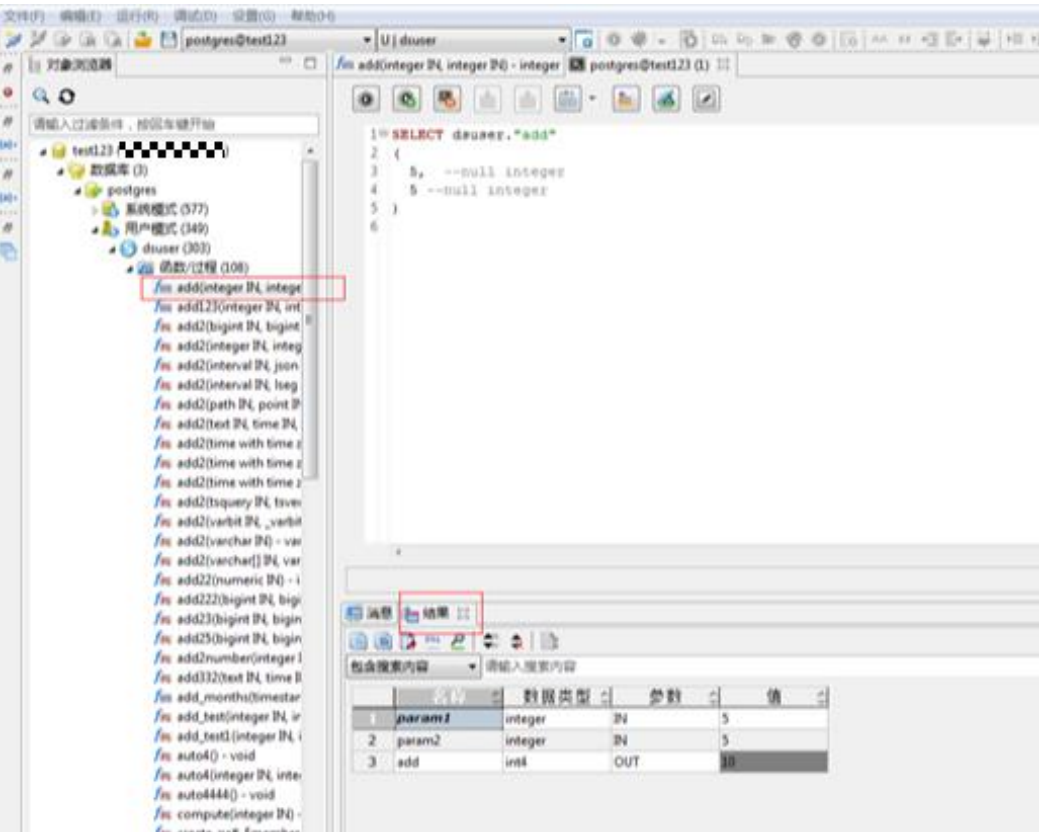 文件(F) 编辑(E) 运行(R) 调试(D) 设置(G) 帮助(H)
postgres@test123
U | dsuser
对象浏览器
add(integer IN, integer IN) - integer
postgres@test123 (1)
请输入过滤条件，按回车键开始
test123
数据库 (3)
postgres
系统模式 (577)
用户模式 (349)
dsuser (303)
函数/过程 (108)
add(integer IN, intege
add123(integer IN, int
add2(bigint IN, bigint
add2(integer IN, integ
add2(interval IN, json
add2(interval IN, lseg
add2(path IN, point IN
add2(text IN, time IN,
add2(time with time z
add2(time with time z
add2(time with time z
add2(tsquery IN, tsvec
add2(varbit IN, _varbit
add2(varchar IN) - var
add2(varchar[] IN, var
add22(numeric IN) - i
add222(bigint IN, bigi
add23(bigint IN, bigin
add25(bigint IN, bigin
add2number(integer I
add332(text IN, time I
add_months(timestar
add_test(integer IN, ir
add_test1(integer IN, i
auto4() - void
auto4(integer IN, inte
auto4444() - void
compute(integer IN) -
1 SELECT dsuser."add"
2 (
3 5, --null integer
4 5 --null integer
5 )
6
消息 结果
包含搜索内容 请输入搜索内容
名称 数据类型 参数 值
1 param1 integer IN 5
2 param2 integer IN 5
3 add int4 OUT 10